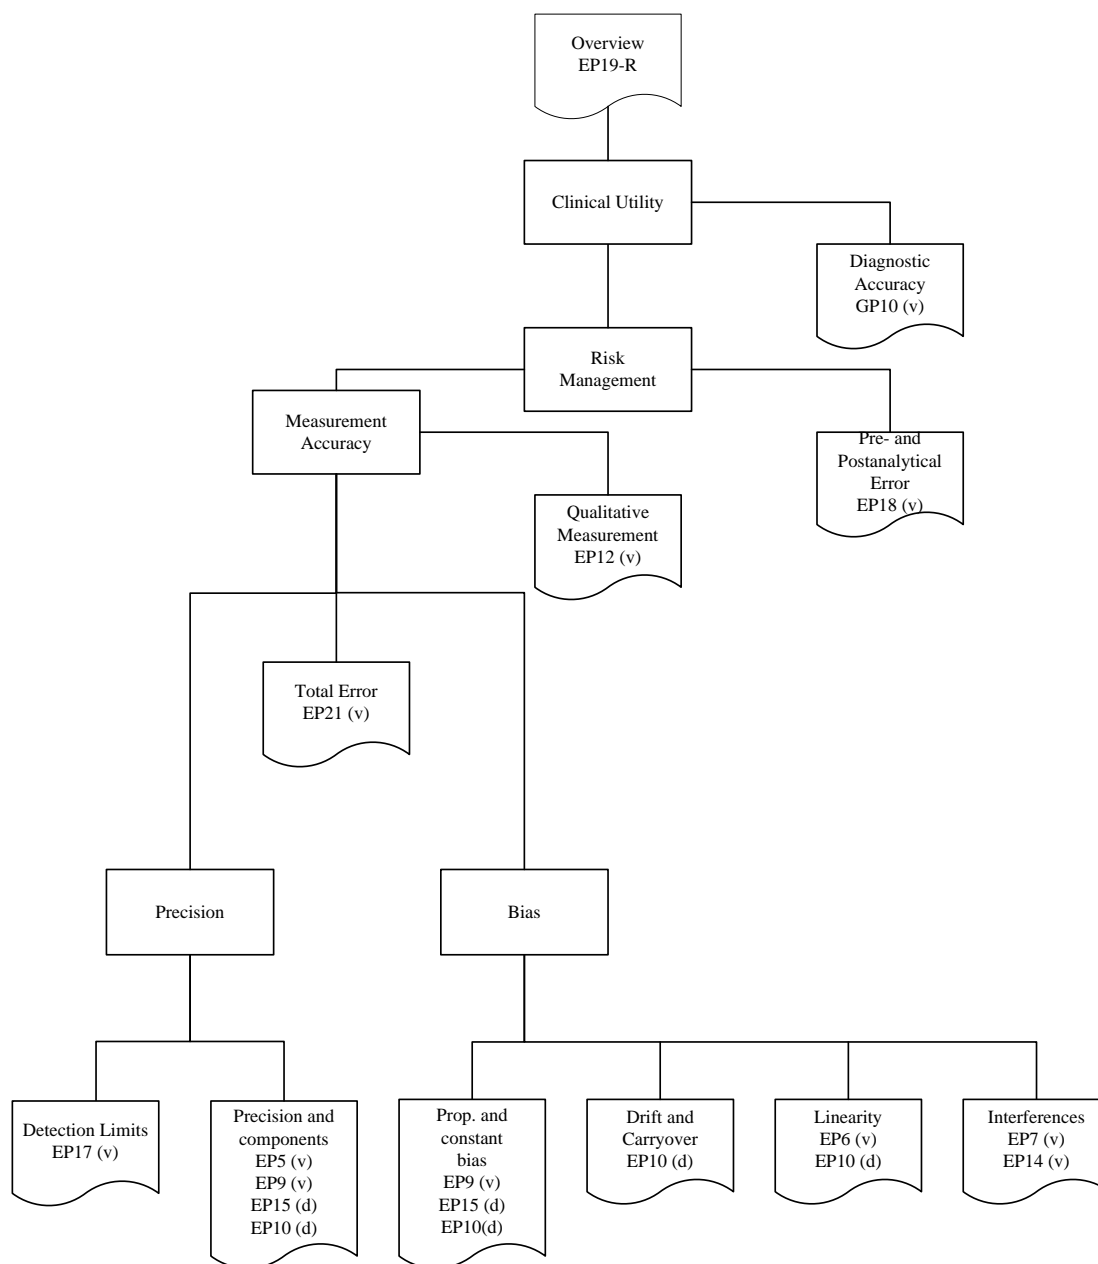 Overview
EP19-R
Clinical Utility
Diagnostic
Accuracy
GP10 (v)
Risk
Management
Measurement
Accuracy
Pre- and
Postanalytical
Error
EP18 (v)
Qualitative
Measurement
EP12 (v)
Total Error
EP21 (v)
Precision
Bias
Detection Limits
EP17 (v)
Precision and
components
EP5 (v)
EP9 (v)
EP15 (d)
EP10 (d)
Prop. and
constant
bias
EP9 (v)
EP15 (d)
EP10(d)
Drift and
Carryover
EP10 (d)
Linearity
EP6 (v)
EP10 (d)
Interferences
EP7 (v)
EP14 (v)